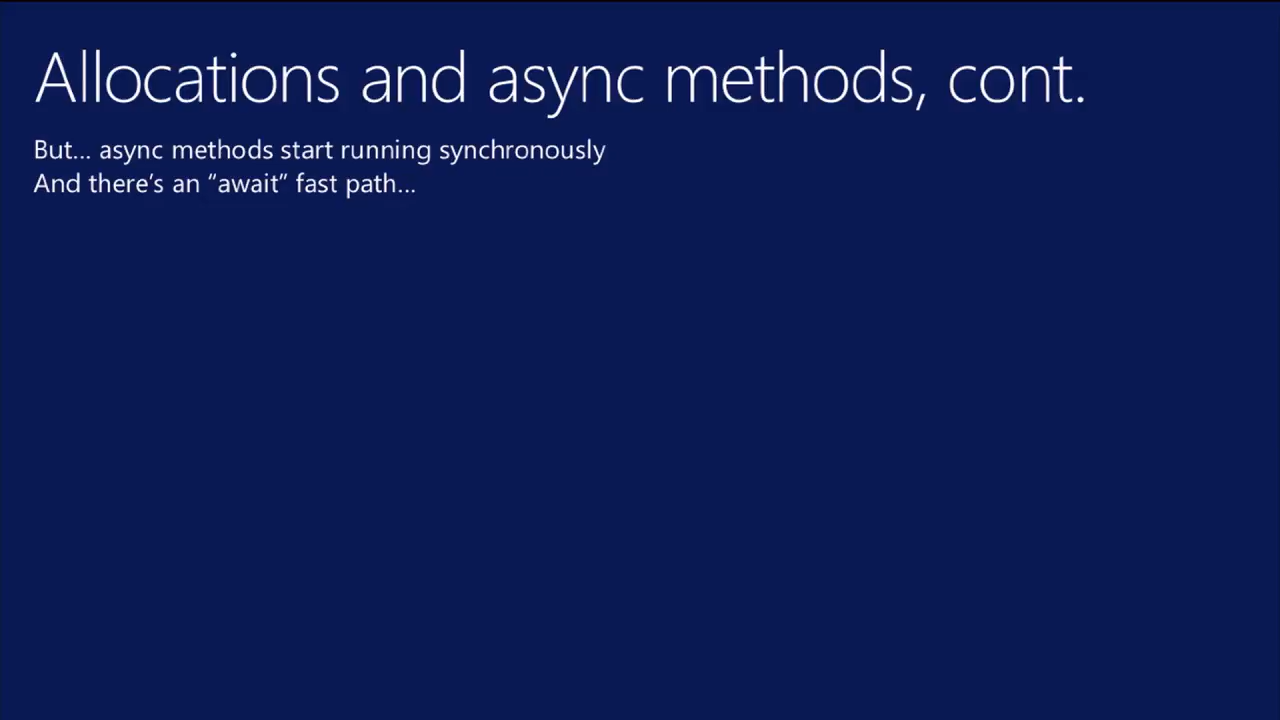 Allocations and async methods, cont.
But... async methods start running synchronously
And there's an “await” fast path...